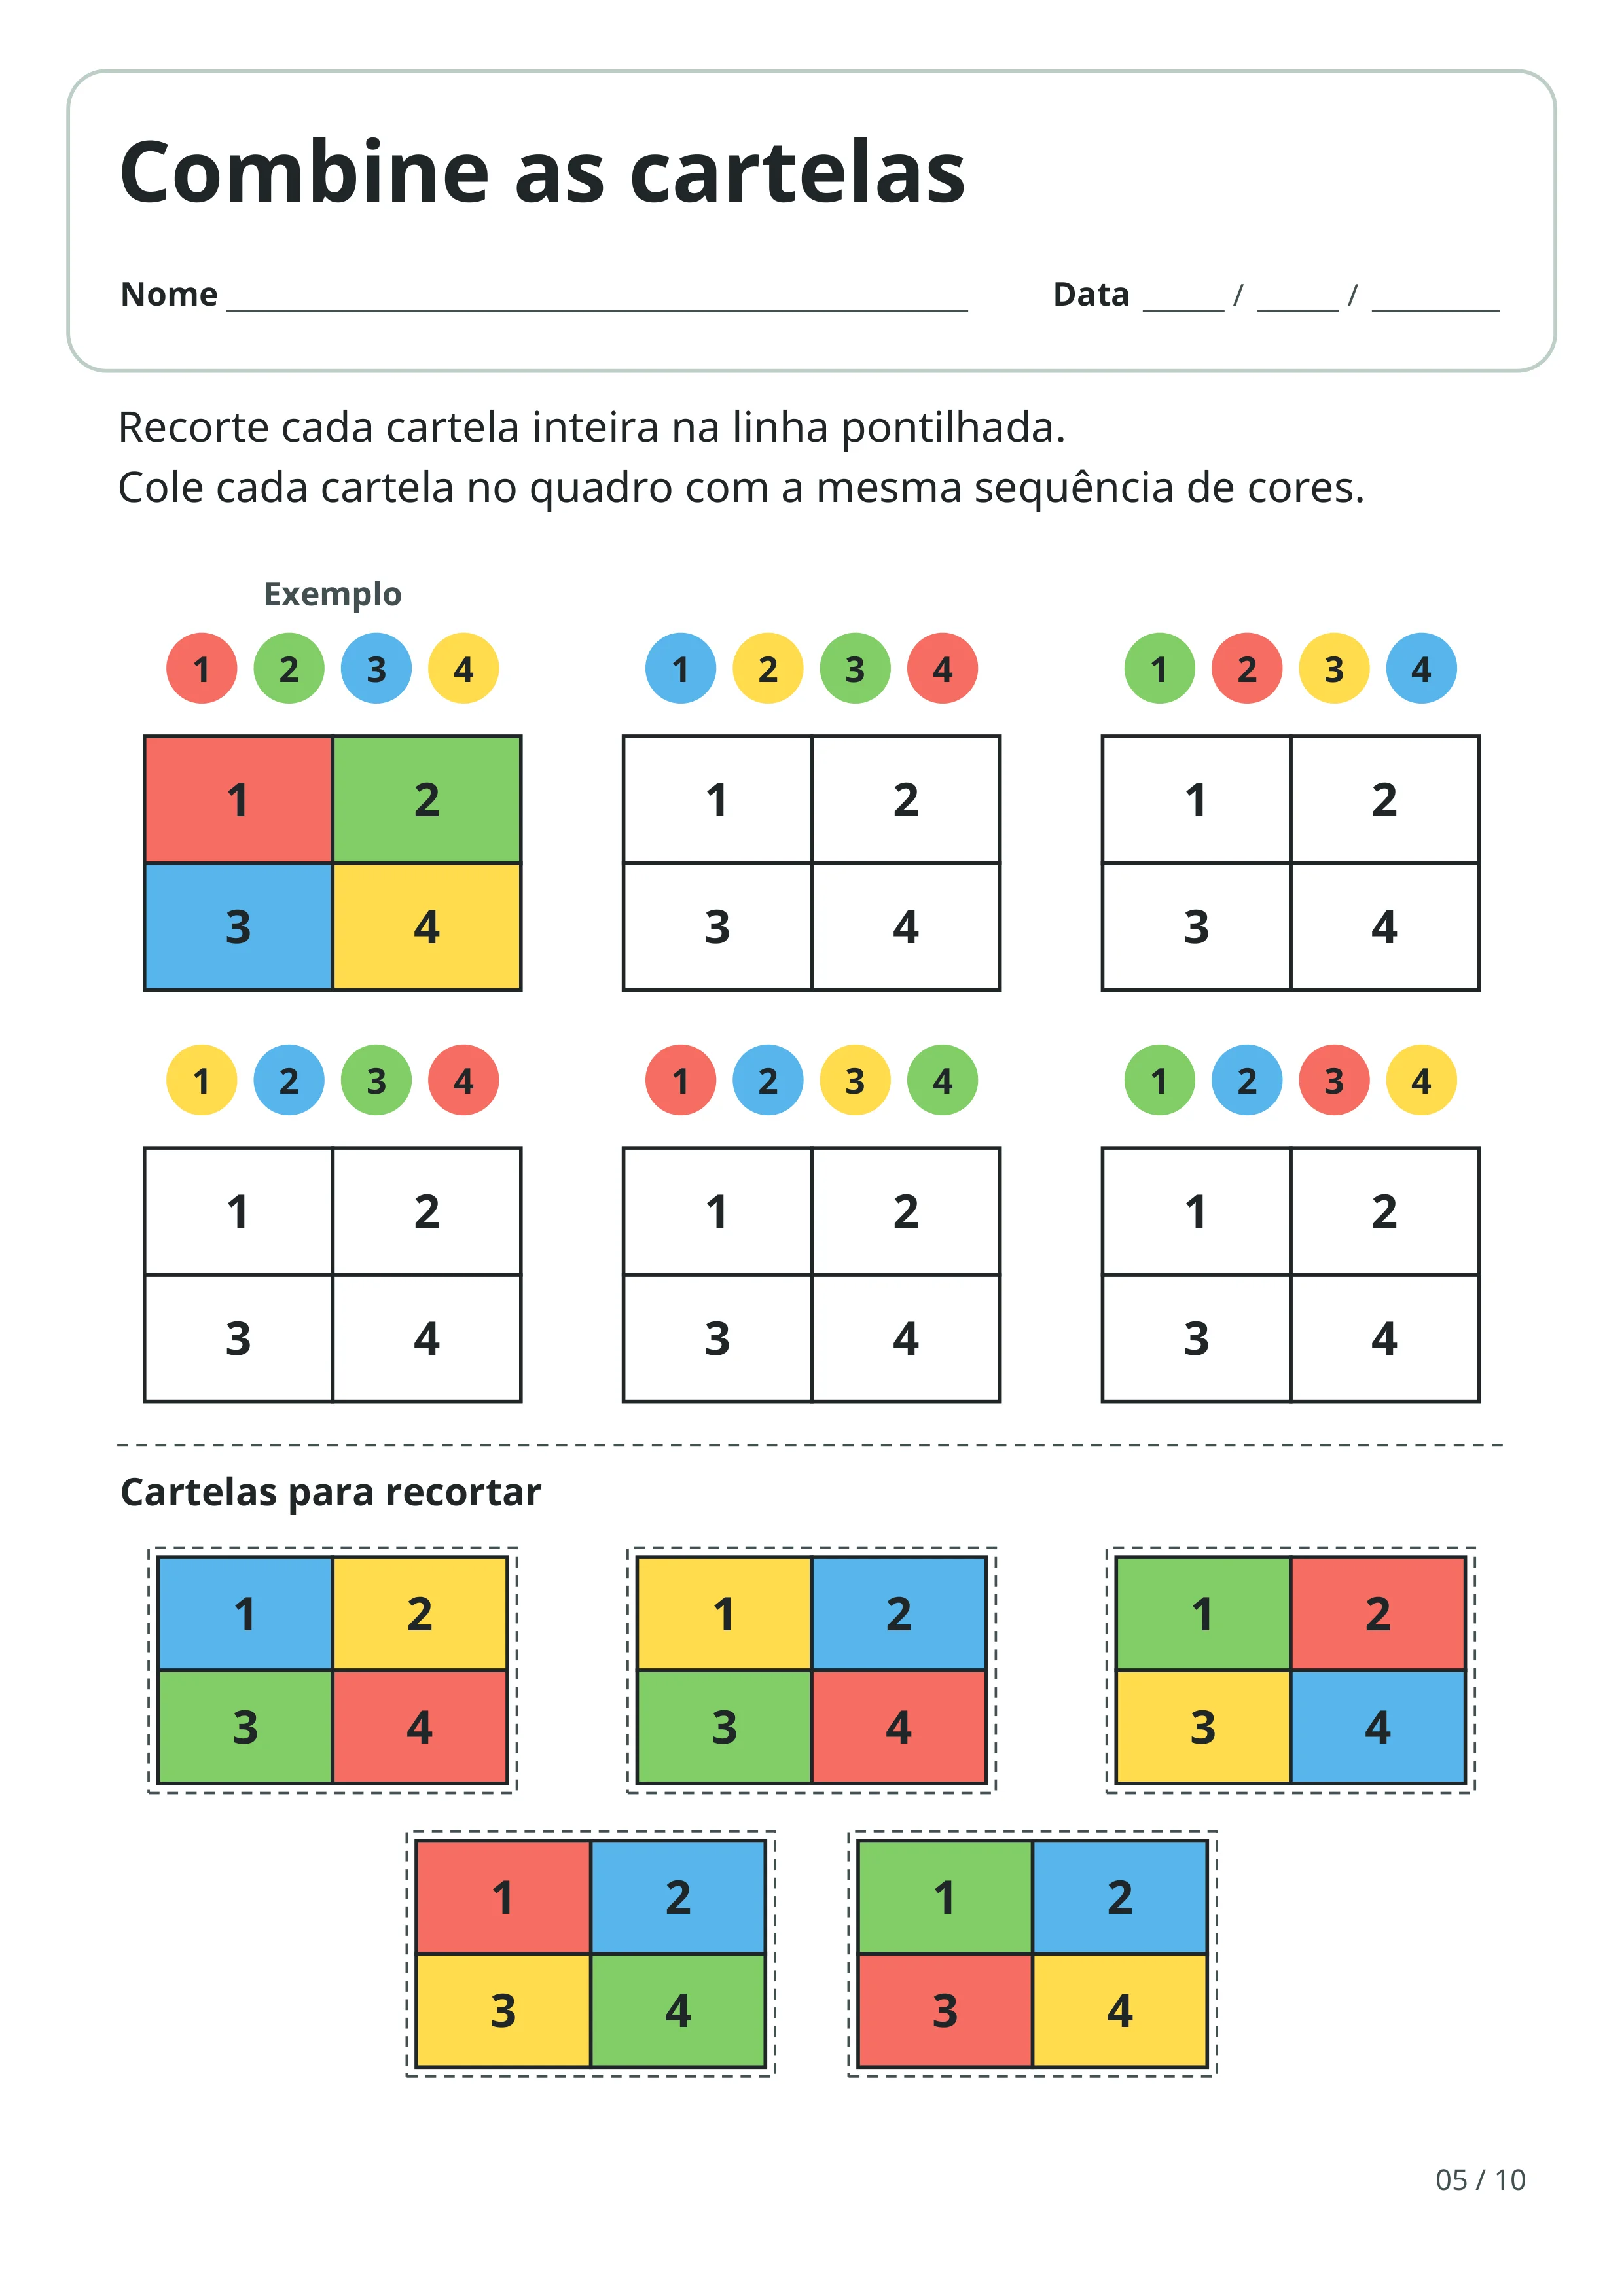 Combine as cartelas
Nome Data / /
Recorte cada cartela inteira na linha pontilhada.
Cole cada cartela no quadro com a mesma sequência de cores.
Exemplo
1 2 3 4 1 2 3 4 1 2 3 4
1 2 1 2 1 2
3 4 3 4 3 4
1 2 3 4 1 2 3 4 1 2 3 4
1 2 1 2 1 2
3 4 3 4 3 4
Cartelas para recortar
1 2 1 2 1 2
3 4 3 4 3 4
1 2 1 2
3 4 3 4
05 / 10